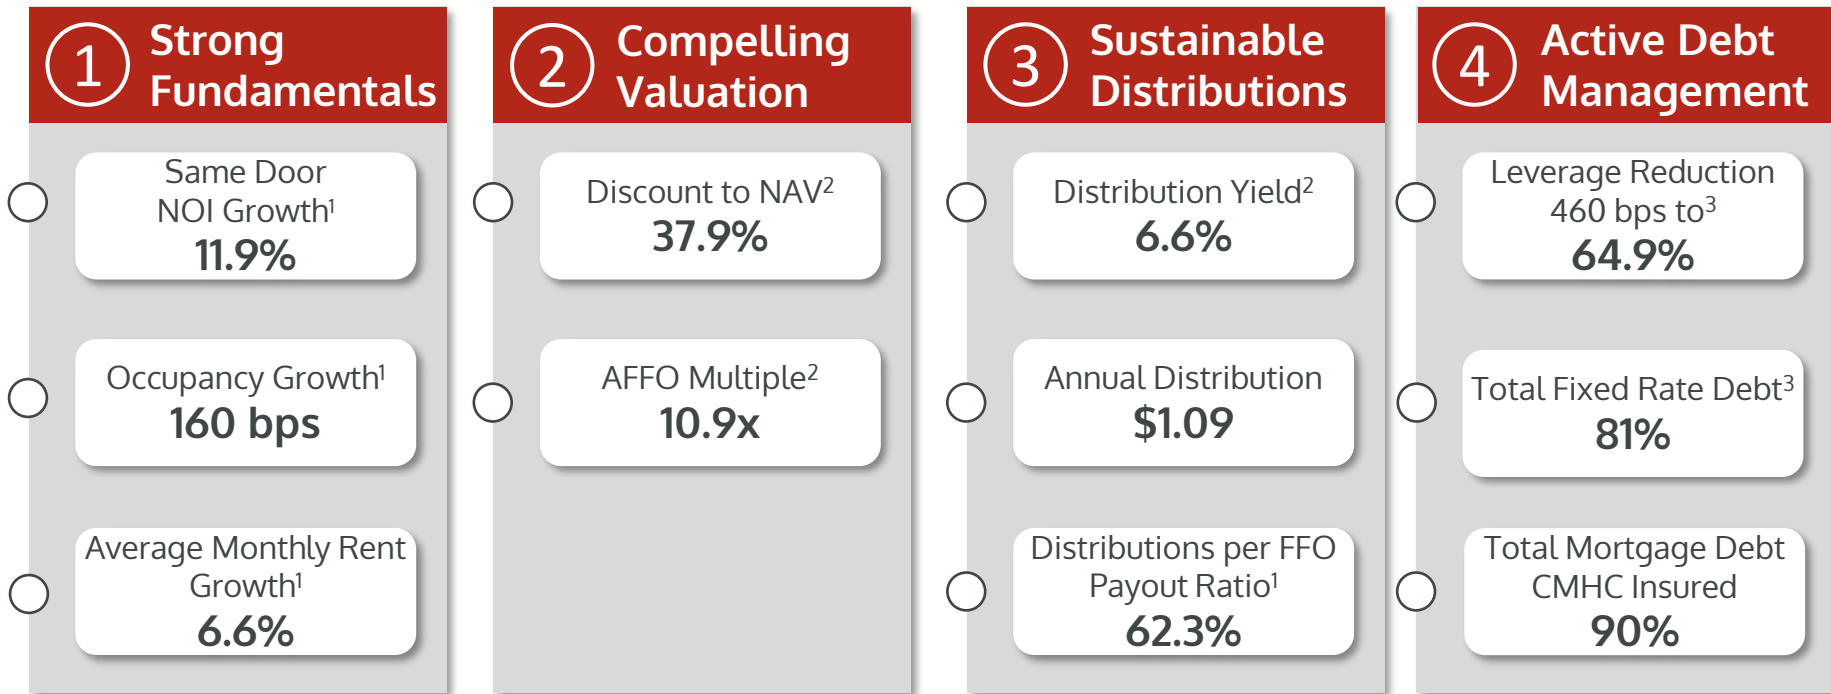 1
Strong
Fundamentals
Same Door
NOI Growth¹
11.9%
Occupancy Growth¹
160 bps
Average Monthly Rent
Growth¹
6.6%
2
Compelling
Valuation
Discount to NAV²
37.9%
AFFO Multiple²
10.9x
3
Sustainable
Distributions
Distribution Yield²
6.6%
Annual Distribution
$1.09
Distributions per FFO
Payout Ratio¹
62.3%
4
Active Debt
Management
Leverage Reduction
460 bps to³
64.9%
Total Fixed Rate Debt³
81%
Total Mortgage Debt
CMHC Insured
90%